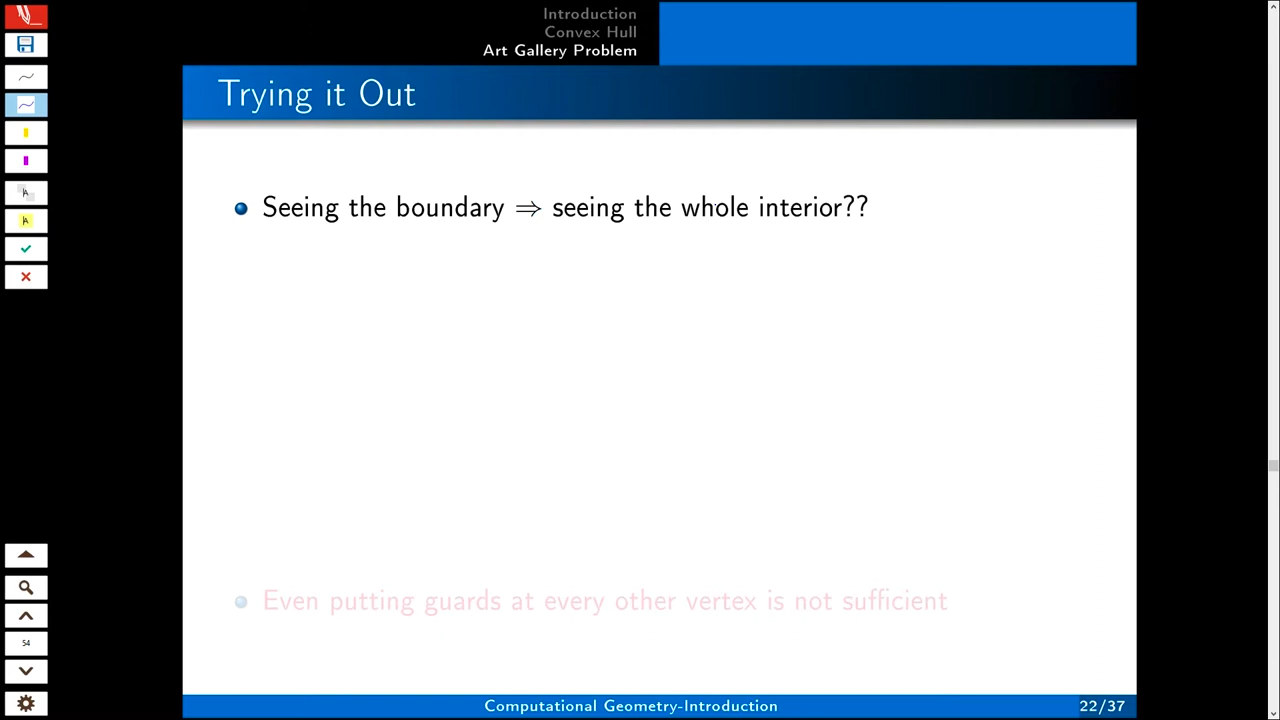 Introduction
Convex Hull
Art Gallery Problem
Trying it Out
Seeing the boundary ⇒ seeing the whole interior??
Even putting guards at every other vertex is not sufficient
54
Computational Geometry-Introduction 22/37